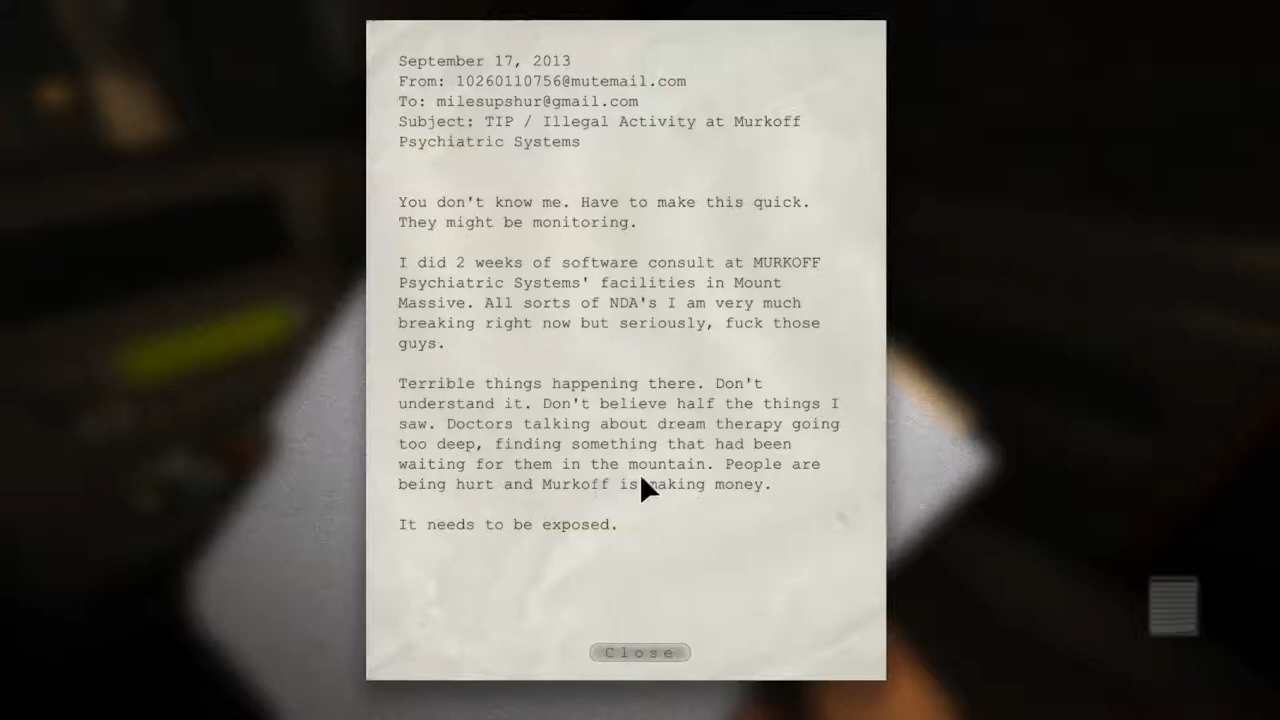 September 17, 2013
From: 10260110756@mutemail.com
To: milesupshur@gmail.com
Subject: TIP / Illegal Activity at Murkoff
Psychiatric Systems
You don't know me. Have to make this quick.
They might be monitoring.
I did 2 weeks of software consult at MURKOFF
Psychiatric Systems' facilities in Mount
Massive. All sorts of NDA's I am very much
breaking right now but seriously, fuck those
guys.
Terrible things happening there. Don't
understand it. Don't believe half the things I
saw. Doctors talking about dream therapy going
too deep, finding something that had been
waiting for them in the mountain. People are
being hurt and Murkoff is making money.
It needs to be exposed.
Close